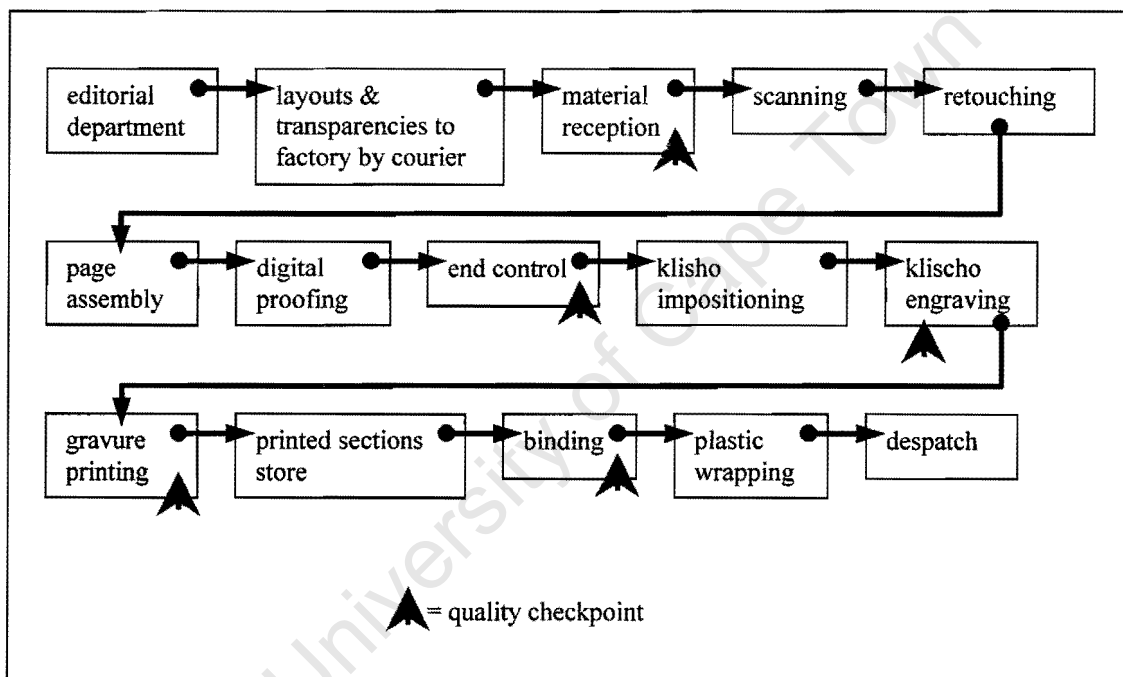 editorial
department
layouts &
transparencies to
factory by courier
material
reception
scanning
retouching
page
assembly
digital
proofing
end control
klisho
impositioning
klischo
engraving
gravure
printing
printed sections
store
binding
plastic
wrapping
despatch
= quality checkpoint
University of Cape Town